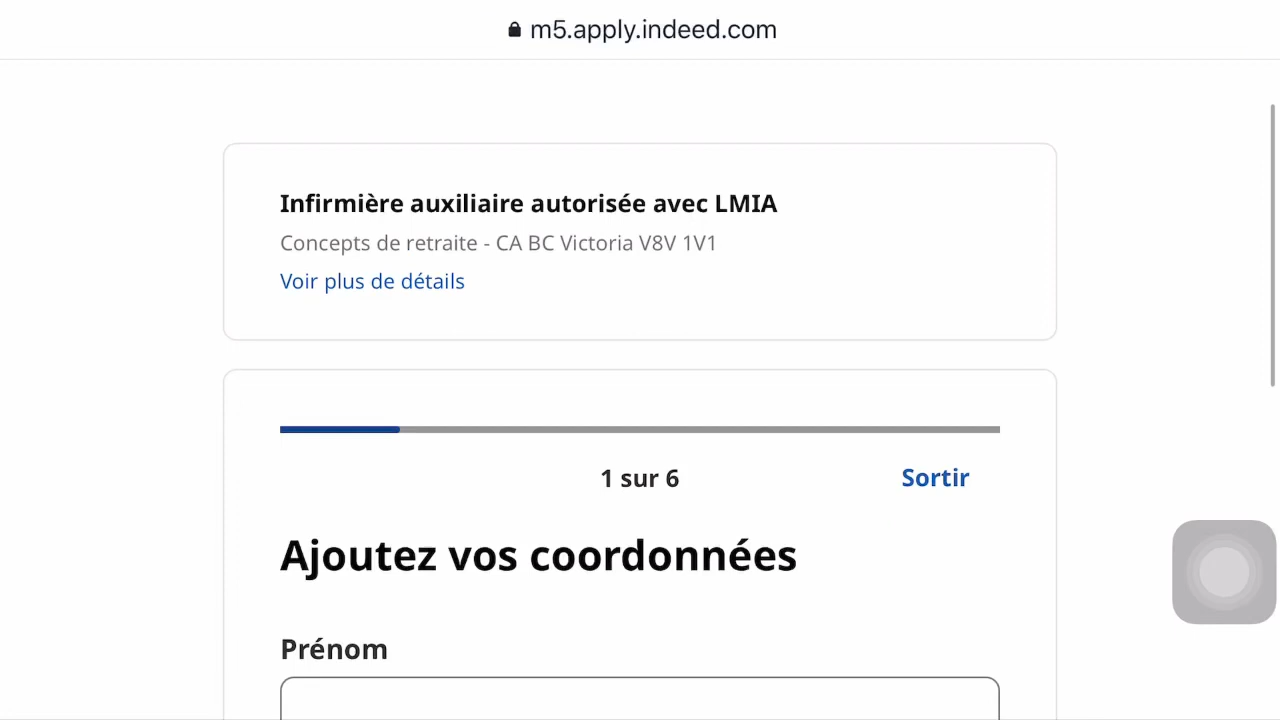 m5.apply.indeed.com
Infirmière auxiliaire autorisée avec LMIA
Concepts de retraite - CA BC Victoria V8V 1V1
Voir plus de détails
1 sur 6
Sortir
Ajoutez vos coordonnées
Prénom